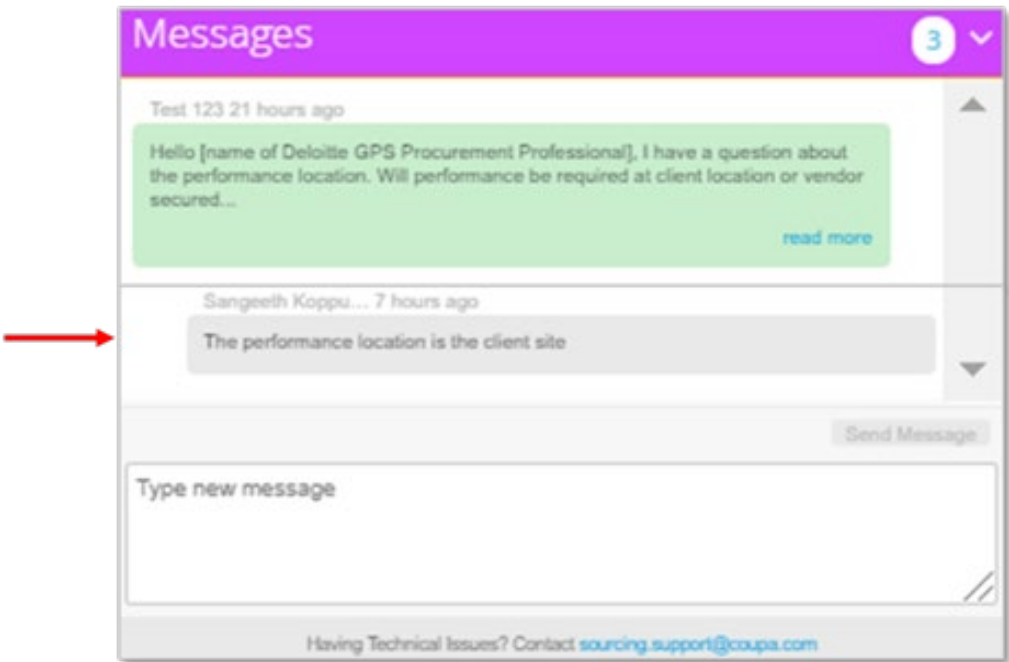 Messages
3
Test 123 21 hours ago
Hello [name of Deloitte GPS Procurement Professional], I have a question about
the performance location. Will performance be required at client location or vendor
secured...
read more
Sangeeth Koppu... 7 hours ago
The performance location is the client site
Send Message
Type new message
Having Technical Issues? Contact sourcing.support@coupa.com